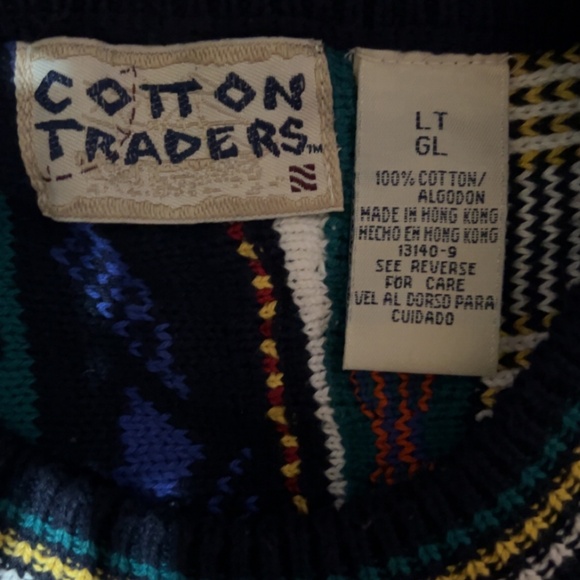 COTTON
TRADERS™
LT
GL
100% COTTON/
ALGODON
MADE IN HONG KONG
HECHO EN HONG KONG
13140-9
SEE REVERSE
FOR CARE
VEL AL DORSO PARA
CUIDADO